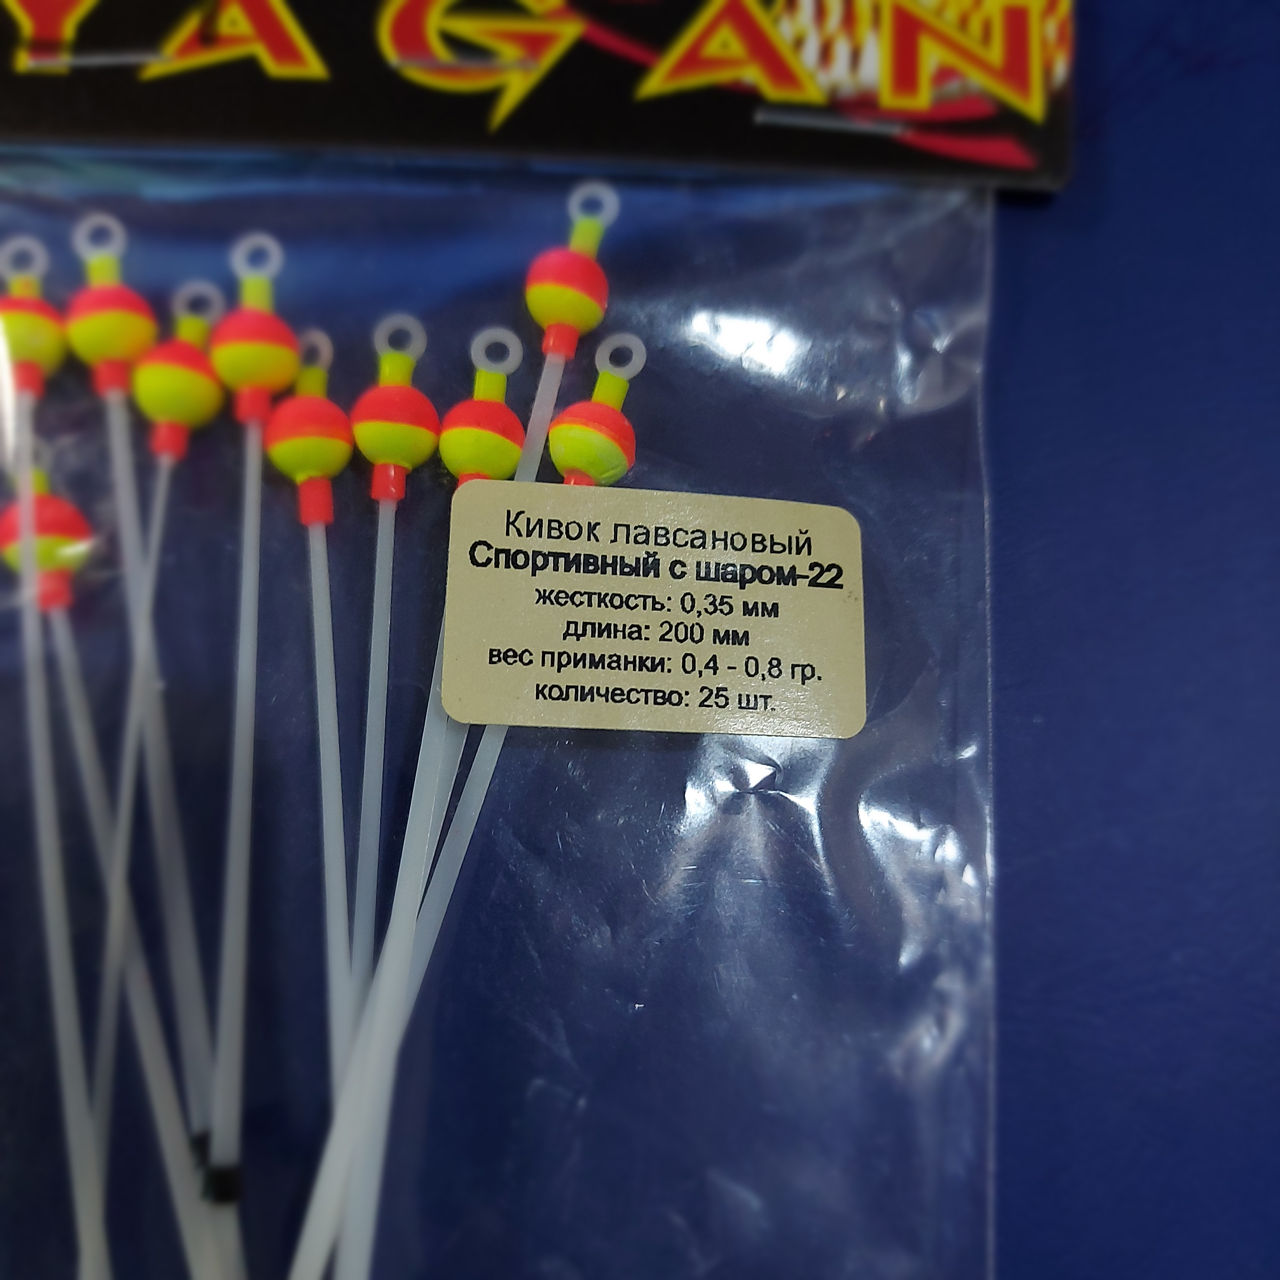 YAGAN
Кивок лавсановый
Спортивный с шаром-22
жесткость: 0,35 мм
длина: 200 мм
вес приманки: 0,4 - 0,8 гр.
количество: 25 шт.